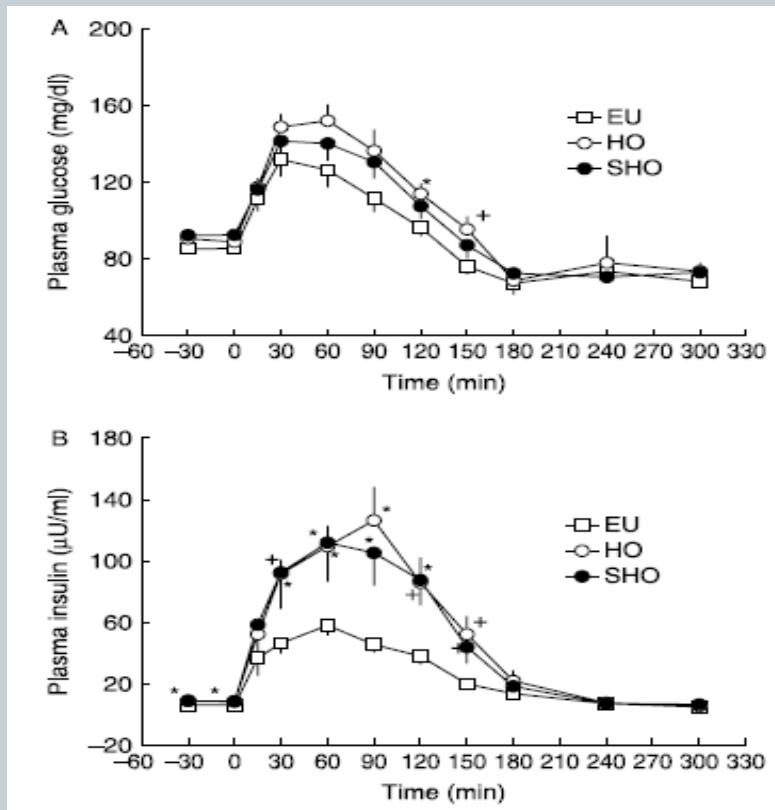 A
200
160
120
80
40
Plasma glucose (mg/dl)
EU
HO
SHO
*
+
–60 –30 0 30 60 90 120 150 180 210 240 270 300 330
Time (min)
B
180
140
100
60
20
–20
Plasma insulin (µU/ml)
EU
HO
SHO
* * + * * * * * + * + +
–60 –30 0 30 60 90 120 150 180 210 240 270 300 330
Time (min)